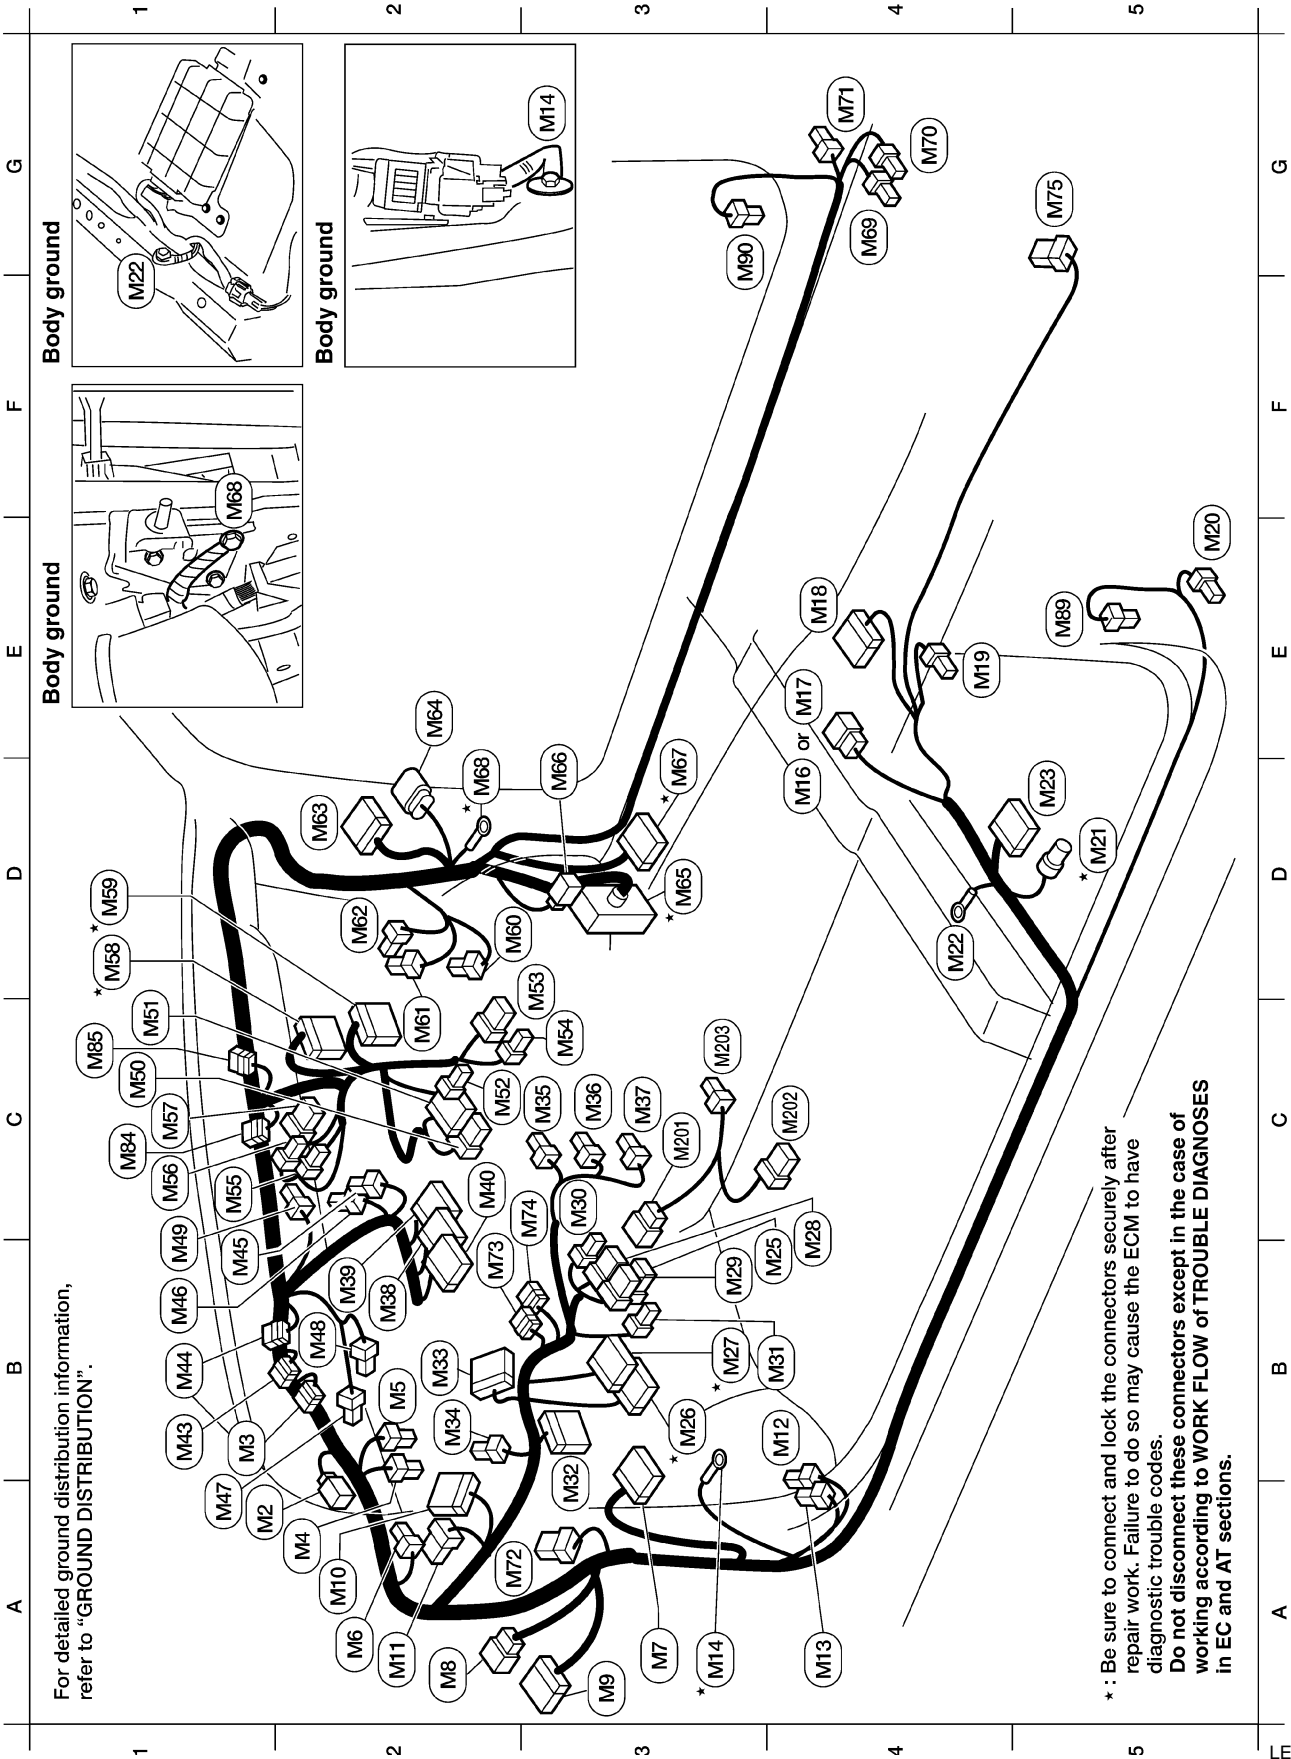 For detailed ground distribution information,
refer to “GROUND DISTRIBUTION”.
Body ground
M68
Body ground
M22
Body ground
M14
A B C D E F G
1
2
3
4
5
M85
M59
M58
M51
M50
M57
M84
M56
M55
M49
M45
M46
M44
M43
M3
M47
M2
M4
M10
M6
M11
M8
M9
M72
M7
M14
M13
M12
M48
M5
M33
M34
M32
M39
M38
M40
M73
M74
M30
M35
M36
M37
M52
M53
M54
M61
M60
M62
M63
M64
M68
M66
M67
M65
M201
M202
M203
M28
M25
M29
M31
M27
M26
M90
M71
M70
M69
M75
M18
M16 or M17
M19
M20
M89
M23
M21
M22
★ : Be sure to connect and lock the connectors securely after
repair work. Failure to do so may cause the ECM to have
diagnostic trouble codes.
Do not disconnect these connectors except in the case of
working according to WORK FLOW of TROUBLE DIAGNOSES
in EC and AT sections.
A B C D E F G
1
2
3
4
5